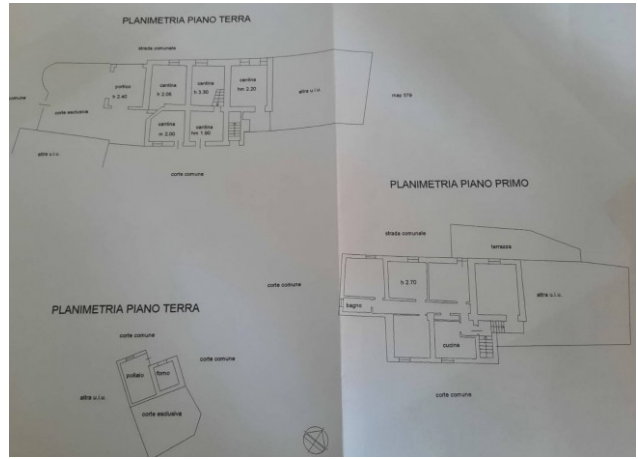 PLANIMETRIA PIANO TERRA
strada comunale
portico
h 2.40
cantina
h 2.00
cantina
h 3.30
cantina
hm 2.20
altra u.i.u.
corte esclusiva
comune
cantina
cantina
hm 1.90
altra u.i.u.
corte comune
PLANIMETRIA PIANO PRIMO
strada comunale
terrazza
h 2.70
bagno
cucina
altra u.i.u.
corte comune
corte comune
PLANIMETRIA PIANO TERRA
corte comune
corte comune
pollaio
forno
altra u.i.u.
corte esclusiva